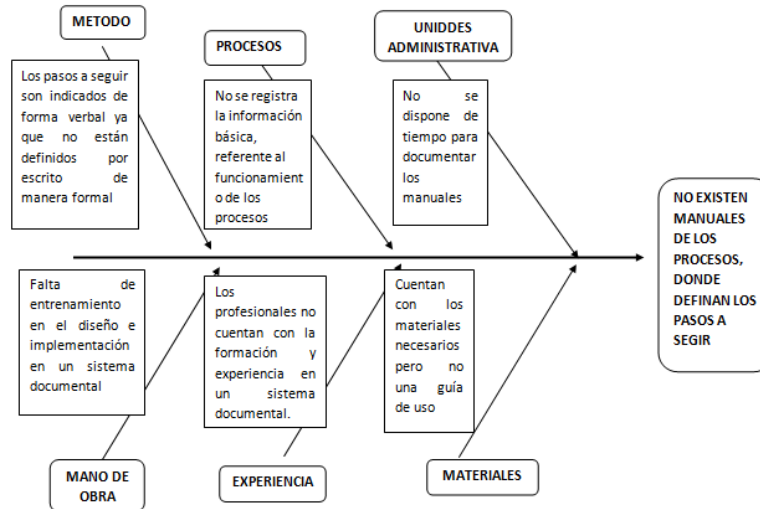 METODO
PROCESOS
UNIDDES
ADMINISTRATIVA
Los pasos a seguir
son indicados de
forma verbal ya
que no están
definidos por
escrito de
manera formal
No se registra
la información
básica,
referente al
funcionamient
o de los
procesos
No se
dispone de
tiempo para
documentar
los
manuales
NO EXISTEN
MANUALES
DE LOS
PROCESOS,
DONDE
DEFINAN LOS
PASOS A
SEGIR
Falta de
entrenamiento
en el diseño e
implementación
en un sistema
documental
Los
profesionales no
cuentan con la
formación y
experiencia en
un sistema
documental.
Cuentan
con los
materiales
necesarios
pero no
una guía
de uso
MANO DE
OBRA
EXPERIENCIA
MATERIALES